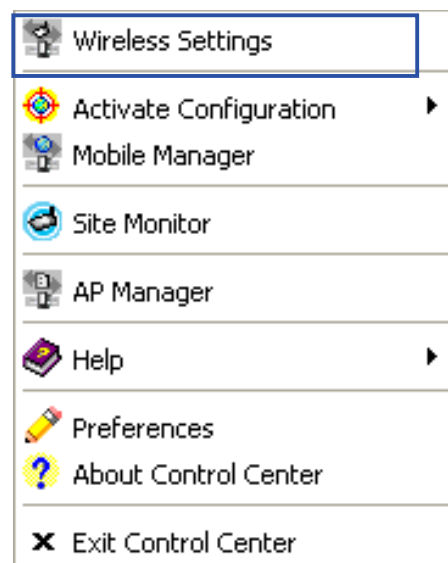 Wireless Settings
Activate Configuration
Mobile Manager
Site Monitor
AP Manager
Help
Preferences
About Control Center
Exit Control Center